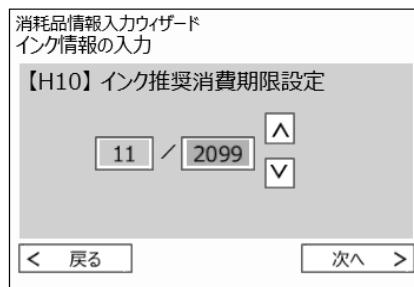 消耗品情報入力ウィザード
インク情報の入力
【H10】インク推奨消費期限設定
11 / 2099
< 戻る
次へ >